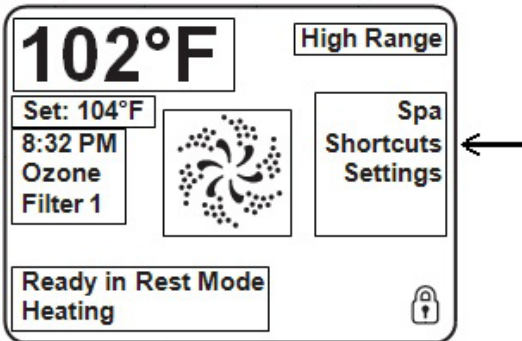 102°F
High Range
Set: 104°F
8:32 PM
Ozone
Filter 1
Spa
Shortcuts
Settings
Ready in Rest Mode
Heating